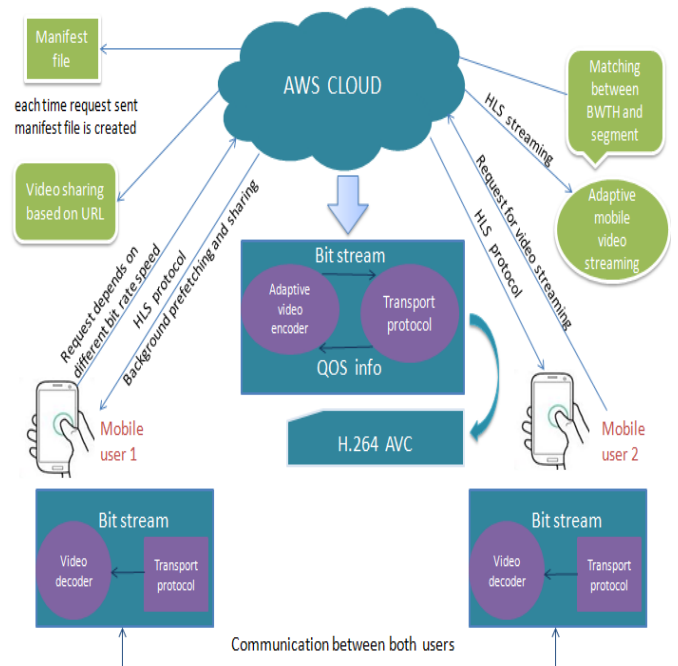 Manifest
file
each time request sent
manifest file is created
Video sharing
based on URL
AWS CLOUD
Matching
between
BWTH and
segment
HLS streaming
Adaptive
mobile
video
streaming
Request depends on
different bit rate speed
HLS protocol
Background prefetching and sharing
Request for video streaming
HLS protocol
Bit stream
Adaptive
video
encoder
Transport
protocol
QOS info
H.264 AVC
Mobile
user 1
Mobile
user 2
Bit stream
Video
decoder
Transport
protocol
Bit stream
Video
decoder
Transport
protocol
Communication between both users